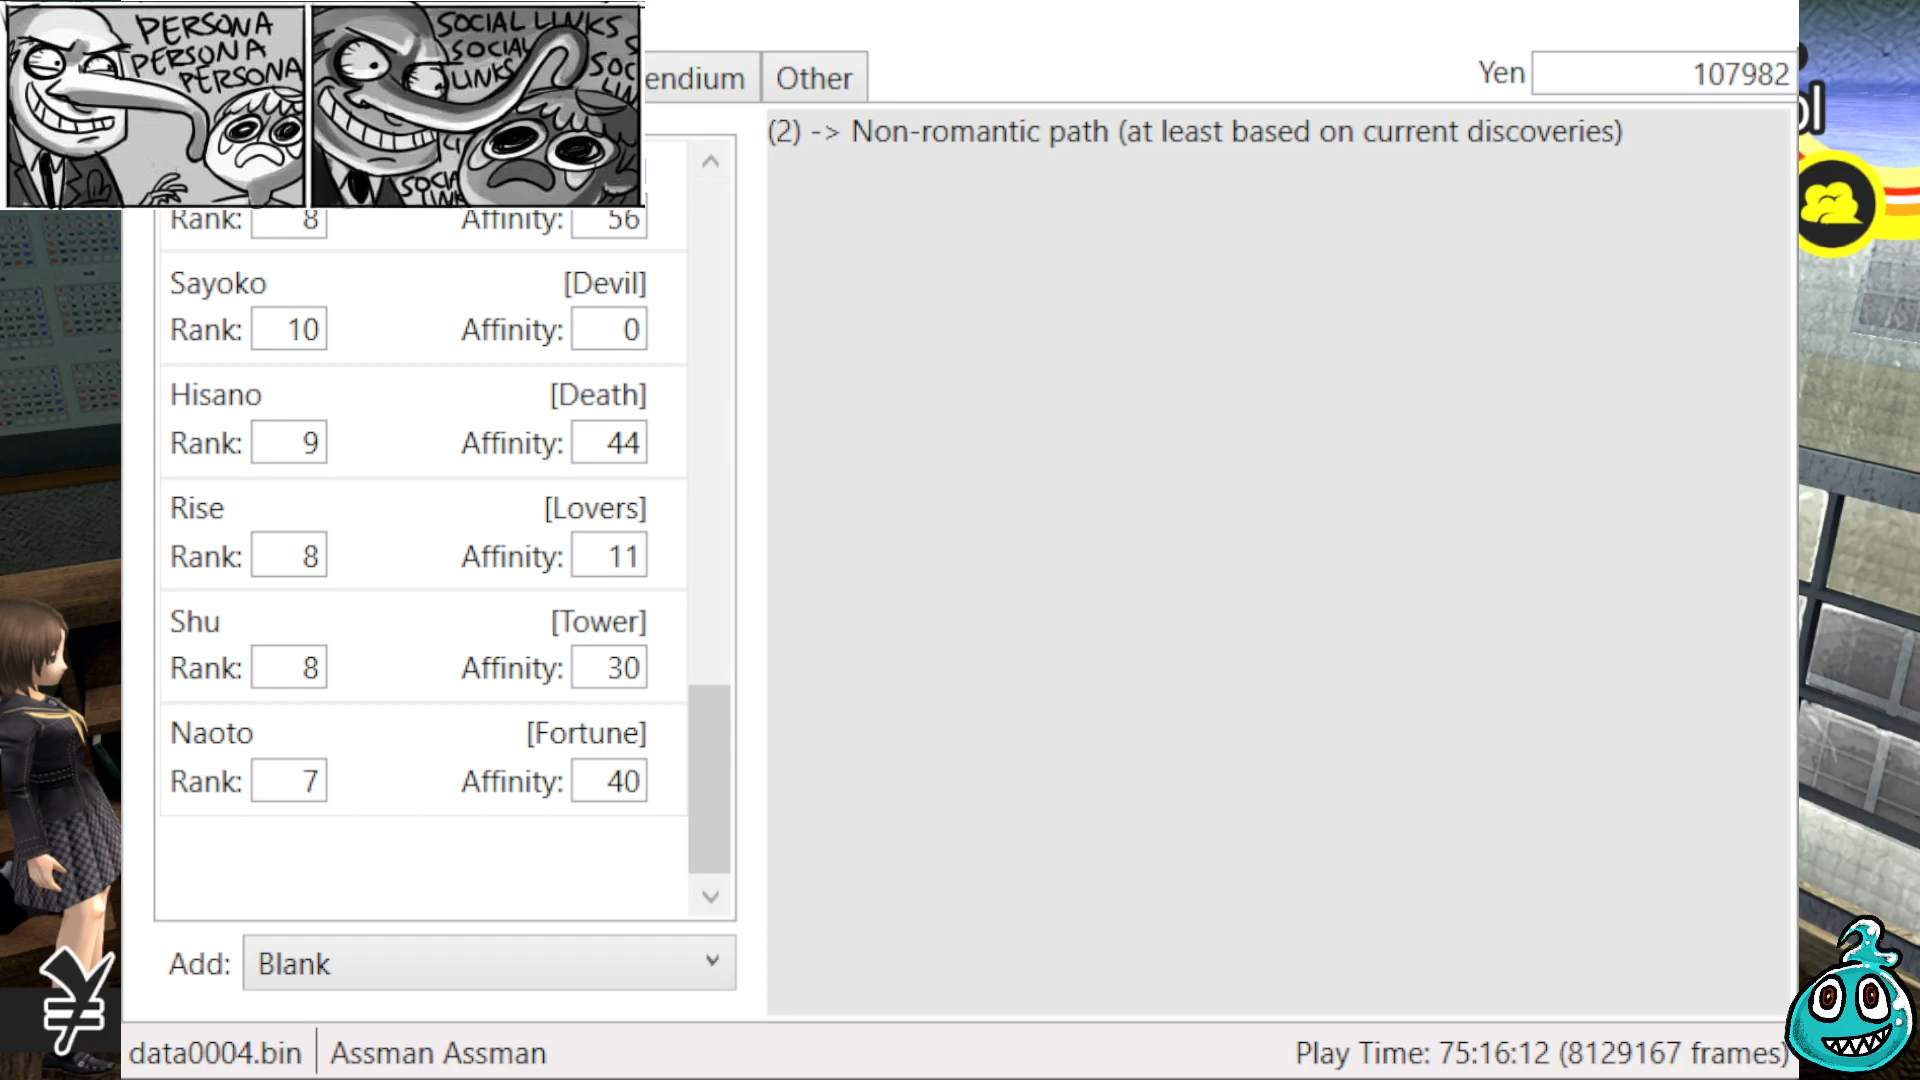 PERSONA
PERSONA
PERSONA
SOCIAL LINKS
SOCIAL
LINKS
SOC
endium
Other
Yen
107982
(2) -> Non-romantic path (at least based on current discoveries)
Rank: 8 Affinity: 56
Sayoko [Devil]
Rank: 10 Affinity: 0
Hisano [Death]
Rank: 9 Affinity: 44
Rise [Lovers]
Rank: 8 Affinity: 11
Shu [Tower]
Rank: 8 Affinity: 30
Naoto [Fortune]
Rank: 7 Affinity: 40
Add: Blank
data0004.bin
Assman Assman
Play Time: 75:16:12 (8129167 frames)